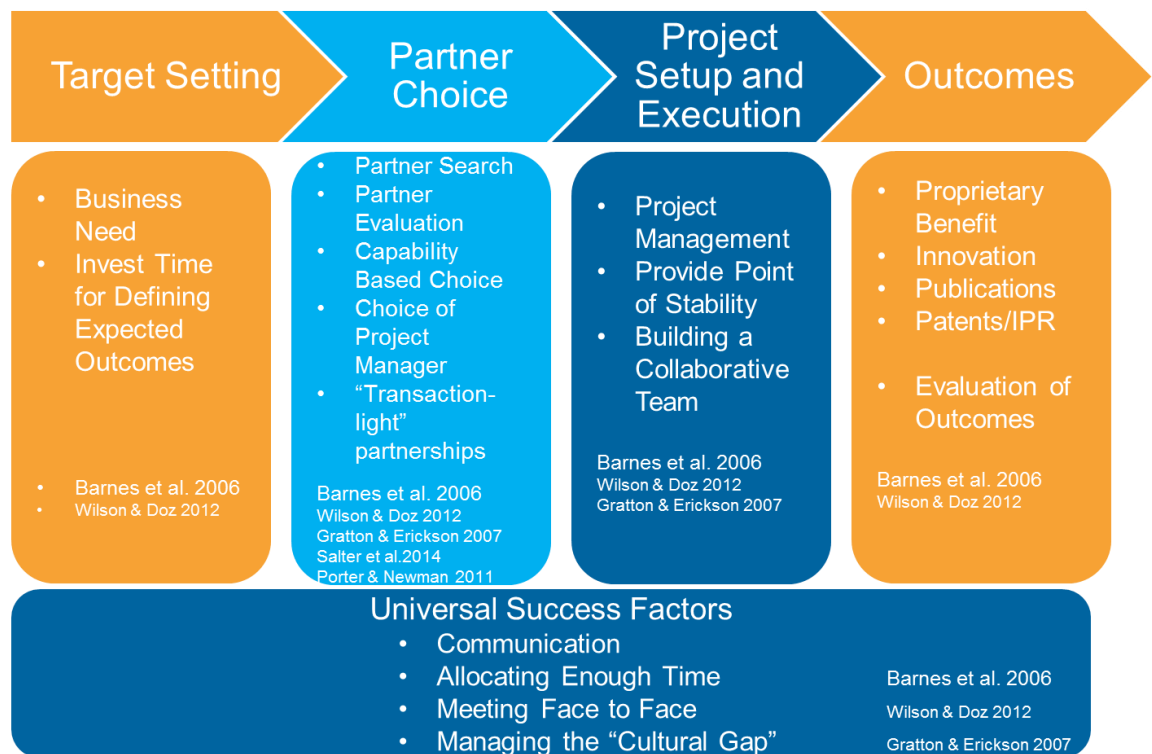 Target Setting
Partner
Choice
Project
Setup and
Execution
Outcomes
• Business
Need
• Invest Time
for Defining
Expected
Outcomes
• Barnes et al. 2006
• Wilson & Doz 2012
• Partner Search
• Partner
Evaluation
• Capability
Based Choice
• Choice of
Project
Manager
• “Transaction-
light”
partnerships
Barnes et al. 2006
Wilson & Doz 2012
Gratton & Erickson 2007
Salter et al.2014
Porter & Newman 2011
• Project
Management
• Provide Point
of Stability
• Building a
Collaborative
Team
Barnes et al. 2006
Wilson & Doz 2012
Gratton & Erickson 2007
• Proprietary
Benefit
• Innovation
• Publications
• Patents/IPR
• Evaluation of
Outcomes
Barnes et al. 2006
Wilson & Doz 2012
Universal Success Factors
• Communication
• Allocating Enough Time
• Meeting Face to Face
• Managing the “Cultural Gap”
Barnes et al. 2006
Wilson & Doz 2012
Gratton & Erickson 2007